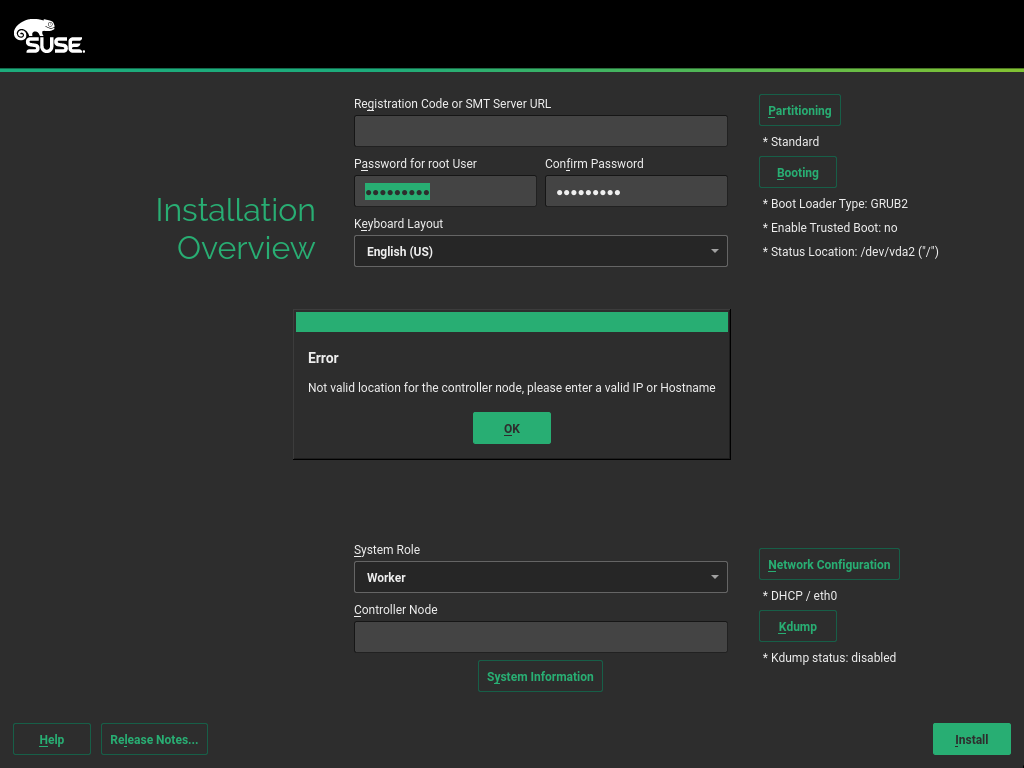 SUSE.
Registration Code or SMT Server URL
Password for root User
Confirm Password
●●●●●●●●●
●●●●●●●●●
Keyboard Layout
English (US)
Installation
Overview
Partitioning
* Standard
Booting
* Boot Loader Type: GRUB2
* Enable Trusted Boot: no
* Status Location: /dev/vda2 ("/")
Error
Not valid location for the controller node, please enter a valid IP or Hostname
OK
System Role
Worker
Controller Node
System Information
Network Configuration
* DHCP / eth0
Kdump
* Kdump status: disabled
Help
Release Notes...
Install